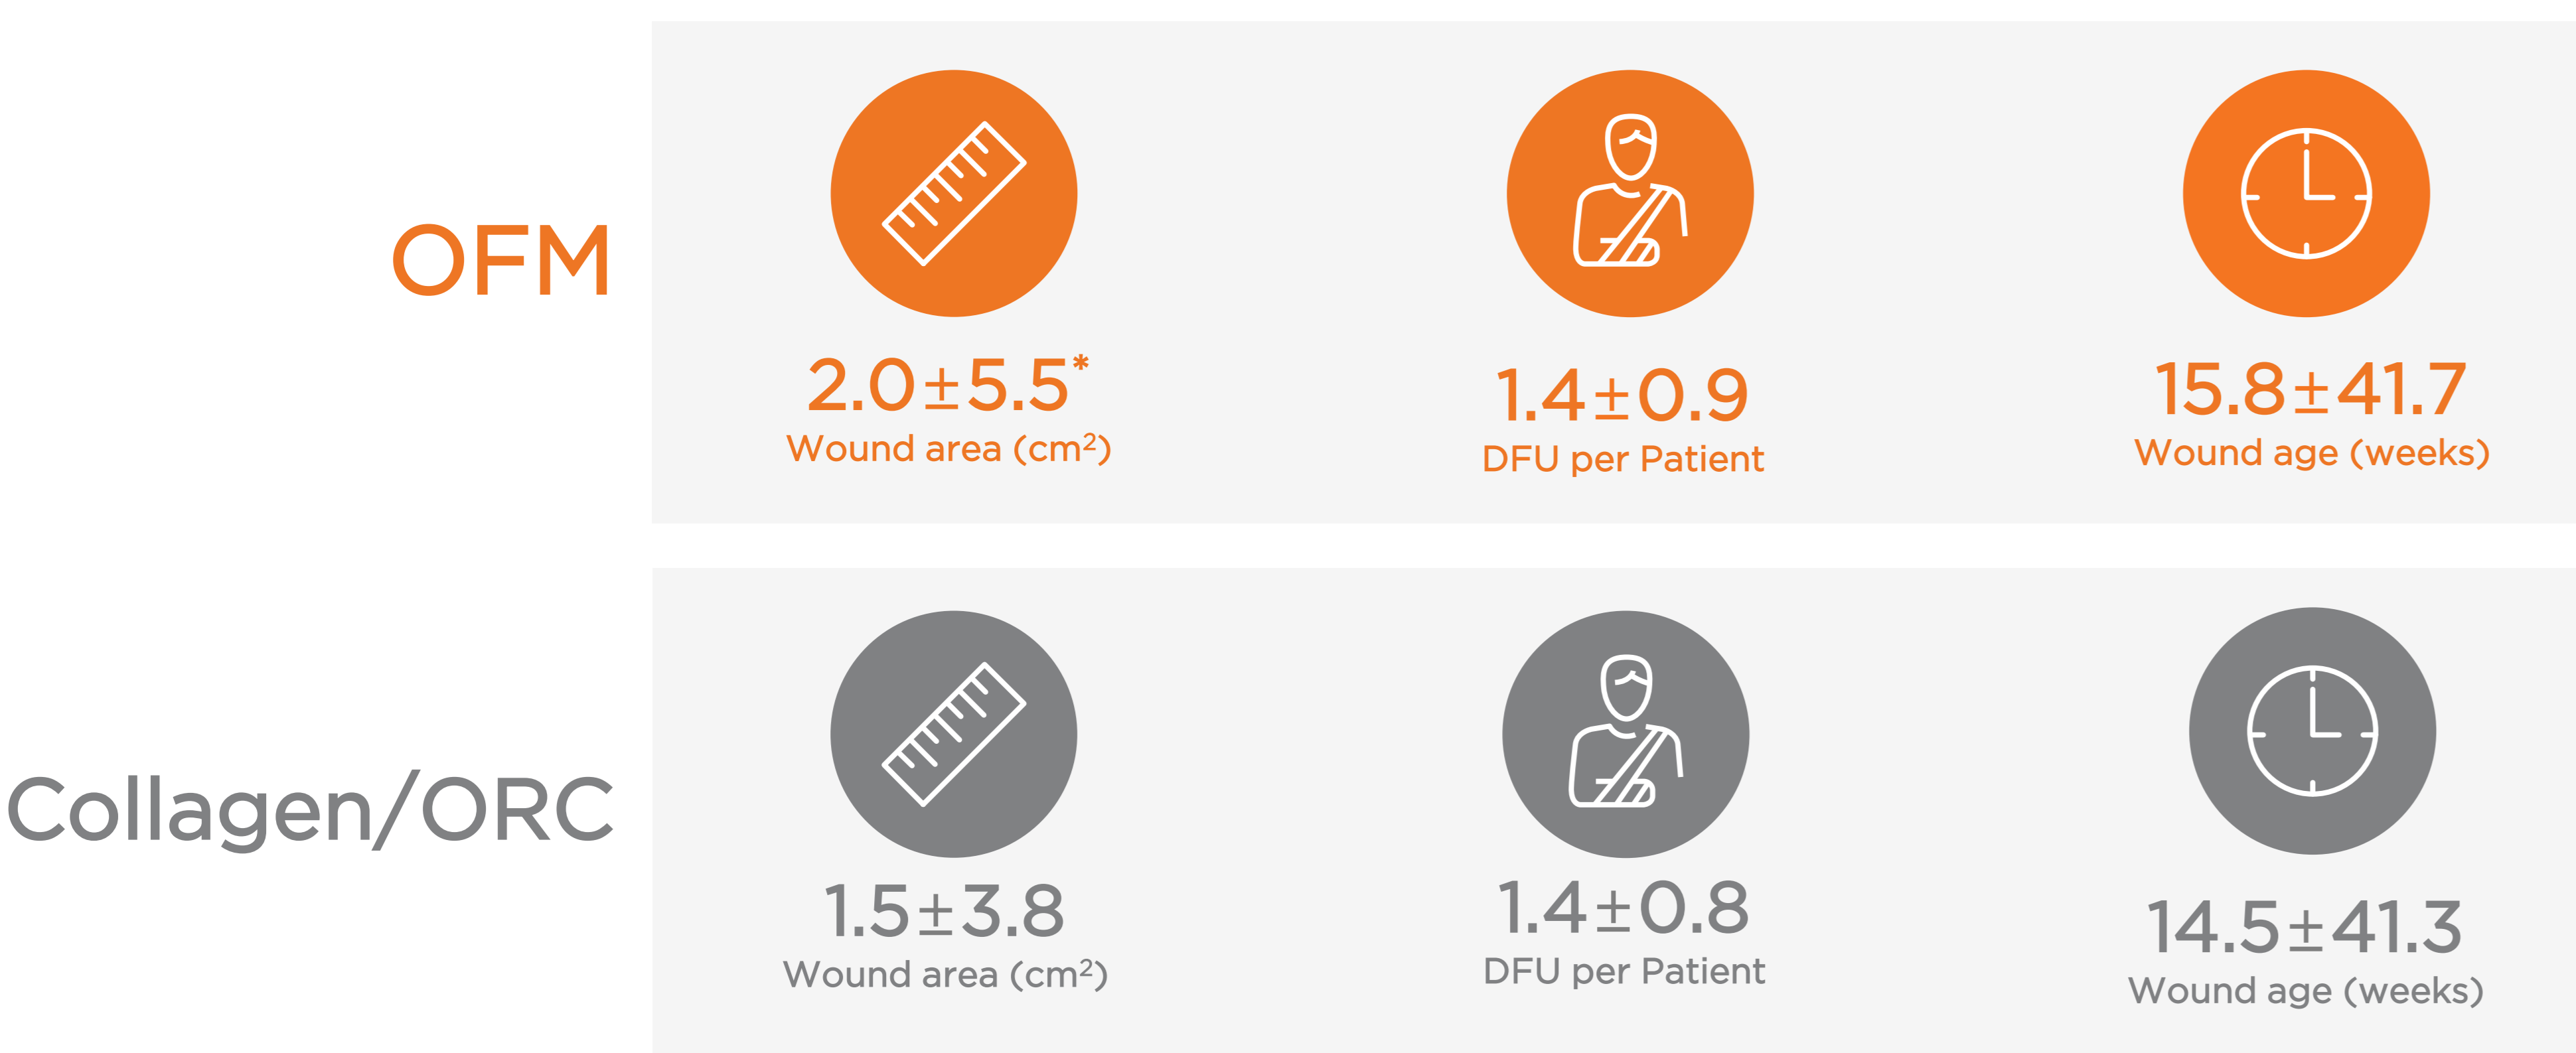 OFM
2.0±5.5*
Wound area (cm²)
1.4±0.9
DFU per Patient
15.8±41.7
Wound age (weeks)
Collagen/ORC
1.5±3.8
Wound area (cm²)
1.4±0.8
DFU per Patient
14.5±41.3
Wound age (weeks)